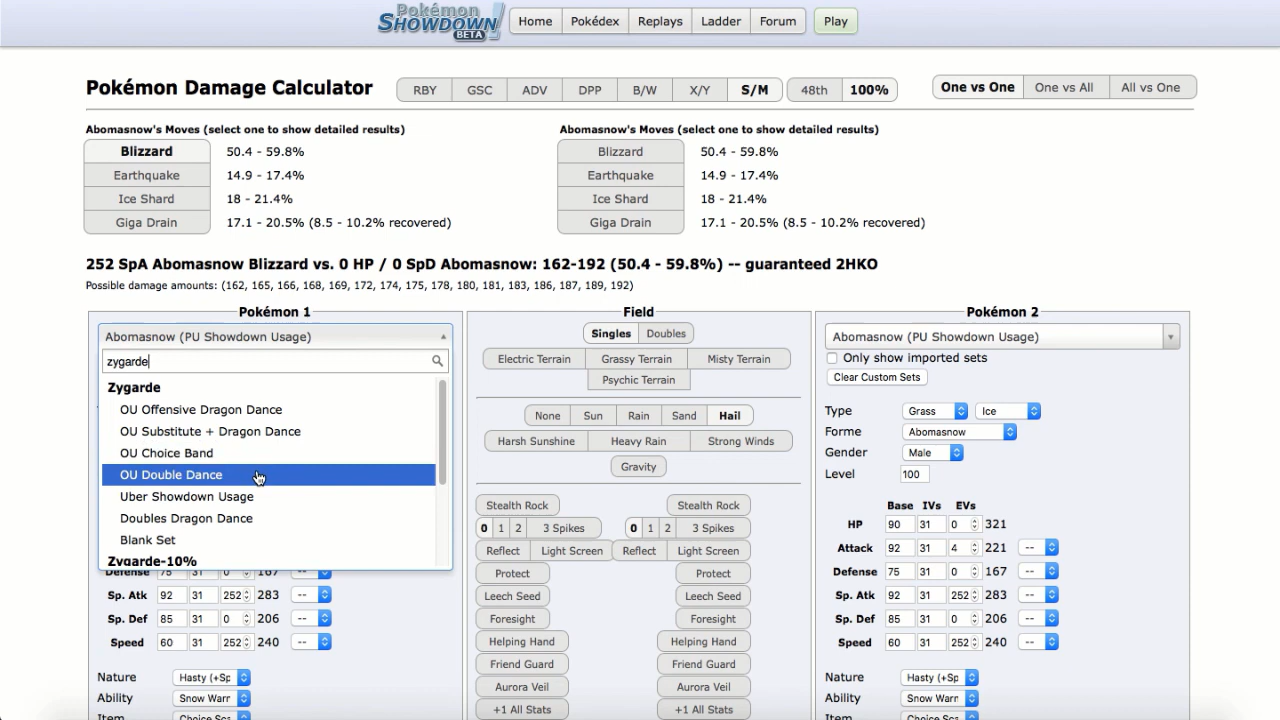 Pokémon
SHOWDOWN!
BETA
Home Pokédex Replays Ladder Forum Play
Pokémon Damage Calculator RBY GSC ADV DPP B/W X/Y S/M 48th 100% One vs One One vs All All vs One
Abomasnow's Moves (select one to show detailed results) Abomasnow's Moves (select one to show detailed results)
Blizzard 50.4 - 59.8% Blizzard 50.4 - 59.8%
Earthquake 14.9 - 17.4% Earthquake 14.9 - 17.4%
Ice Shard 18 - 21.4% Ice Shard 18 - 21.4%
Giga Drain 17.1 - 20.5% (8.5 - 10.2% recovered) Giga Drain 17.1 - 20.5% (8.5 - 10.2% recovered)
252 SpA Abomasnow Blizzard vs. 0 HP / 0 SpD Abomasnow: 162-192 (50.4 - 59.8%) -- guaranteed 2HKO
Possible damage amounts: (162, 165, 166, 168, 169, 172, 174, 175, 178, 180, 181, 183, 186, 187, 189, 192)
Pokémon 1
Abomasnow (PU Showdown Usage)
zygarde
Zygarde
OU Offensive Dragon Dance
OU Substitute + Dragon Dance
OU Choice Band
OU Double Dance
Uber Showdown Usage
Doubles Dragon Dance
Blank Set
Zygarde-10%
Defense 75 31 0 167 --
Sp. Atk 92 31 252 283 --
Sp. Def 85 31 0 206 --
Speed 60 31 252 240 --
Nature Hasty (+Sp
Ability Snow Warn
Item Choice Sca
Field
Singles Doubles
Electric Terrain Grassy Terrain Misty Terrain
Psychic Terrain
None Sun Rain Sand Hail
Harsh Sunshine Heavy Rain Strong Winds
Gravity
Stealth Rock Stealth Rock
0 1 2 3 Spikes 0 1 2 3 Spikes
Reflect Light Screen Reflect Light Screen
Protect Protect
Leech Seed Leech Seed
Foresight Foresight
Helping Hand Helping Hand
Friend Guard Friend Guard
Aurora Veil Aurora Veil
+1 All Stats +1 All Stats
Pokémon 2
Abomasnow (PU Showdown Usage)
Only show imported sets
Clear Custom Sets
Type Grass Ice
Forme Abomasnow
Gender Male
Level 100
Base IVs EVs
HP 90 31 0 321
Attack 92 31 4 221 --
Defense 75 31 0 167 --
Sp. Atk 92 31 252 283 --
Sp. Def 85 31 0 206 --
Speed 60 31 252 240 --
Nature Hasty (+Sp
Ability Snow Warn
Item Choice Sca